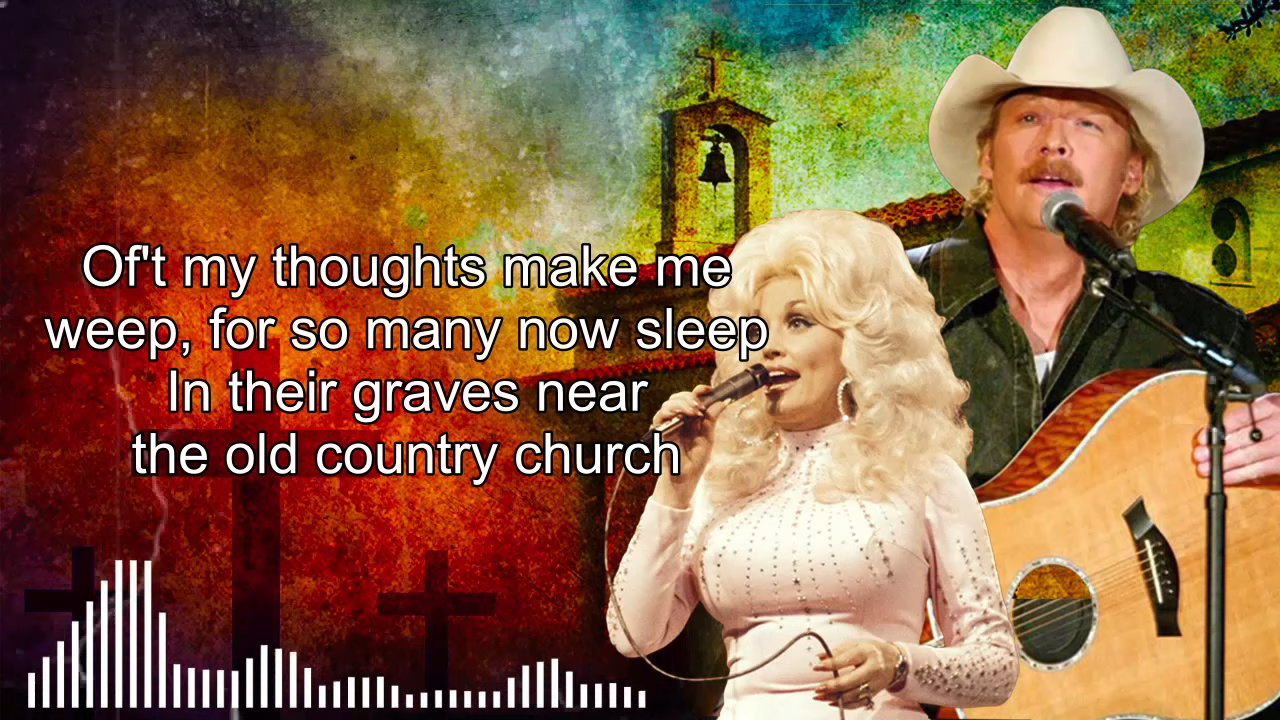 Of't my thoughts make me
weep, for so many now sleep
In their graves near
the old country church